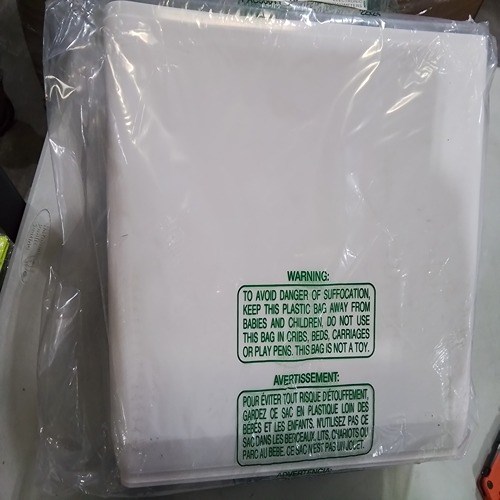 WARNING:
TO AVOID DANGER OF SUFFOCATION,
KEEP THIS PLASTIC BAG AWAY FROM
BABIES AND CHILDREN, DO NOT USE
THIS BAG IN CRIBS, BEDS, CARRIAGES
OR PLAY PENS. THIS BAG IS NOT A TOY.
AVERTISSEMENT:
POUR ÉVITER TOUT RISQUE D'ÉTOUFFEMENT,
GARDEZ CE SAC EN PLASTIQUE LOIN DES
BÉBÉS ET LES ENFANTS. N'UTILISEZ PAS CE
SAC DANS LES BERCEAUX, LITS, CHARIOTS OU
PARC AU BEBE. CE SAC N'EST PAS UN JOUET.
ADVERTENCIA: